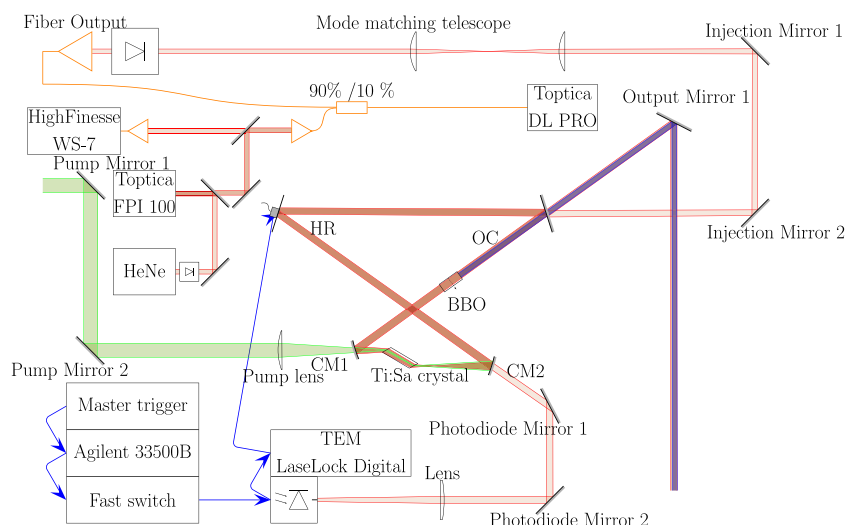 Fiber Output
Mode matching telescope
Injection Mirror 1
90% /10 %
Toptica
DL PRO
Output Mirror 1
HighFinesse
WS-7
Pump Mirror 1
Toptica
FPI 100
HR
OC
Injection Mirror 2
HeNe
BBO
CM1
CM2
Pump Mirror 2
Pump lens
Ti:Sa crystal
Master trigger
Photodiode Mirror 1
Agilent 33500B
TEM
LaseLock Digital
Lens
Fast switch
Photodiode Mirror 2